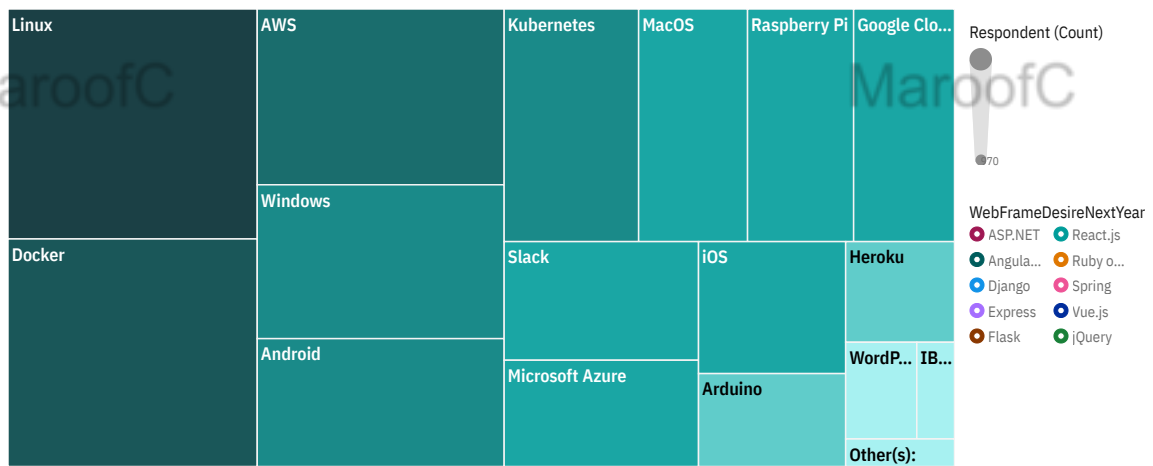 Linux
AWS
Kubernetes
MacOS
Raspberry Pi
Google Clo...
Docker
Windows
Android
Slack
iOS
Heroku
Microsoft Azure
Arduino
WordP...
IB...
Other(s):
aroofC
MaroofC
Respondent (Count)
970
WebFrameDesireNextYear
ASP.NET
React.js
Angula...
Ruby o...
Django
Spring
Express
Vue.js
Flask
jQuery